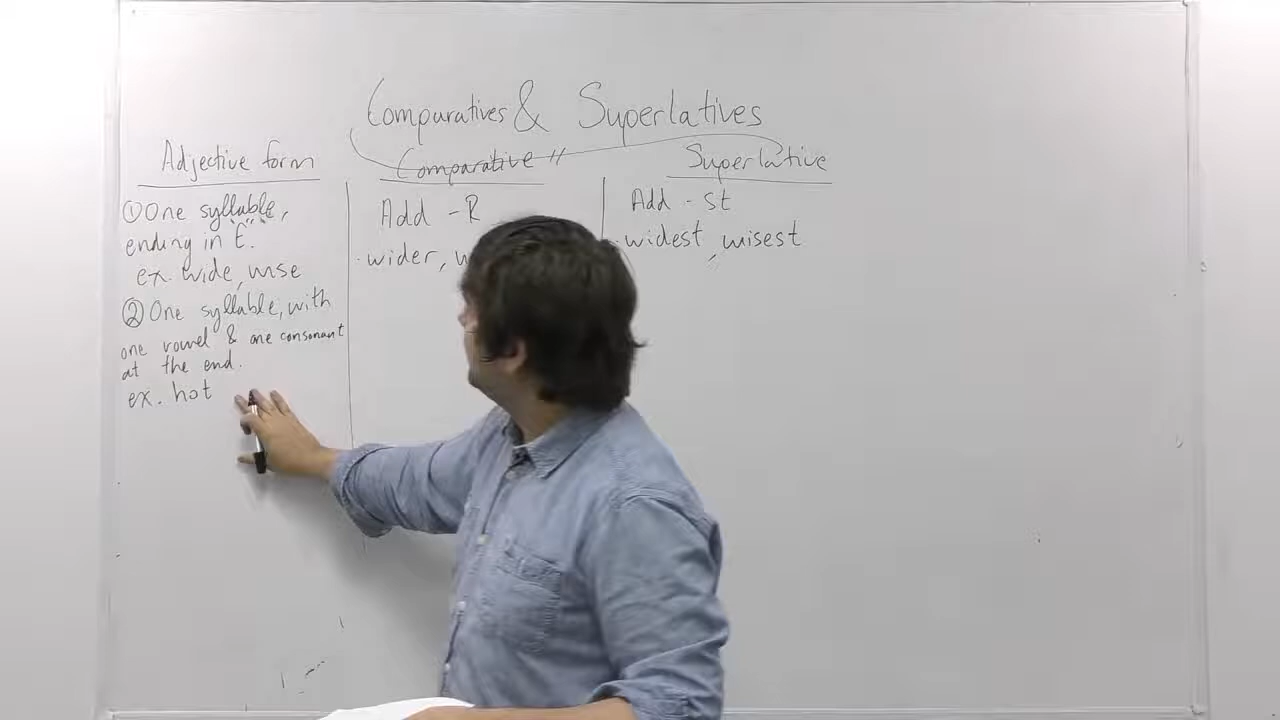 Comparatives & Superlatives
Adjective form
① One syllable,
ending in E.
ex. wide, wise
② One syllable, with
one vowel & one consonant
at the end.
ex. hot
Comparative
Add -R
· wider,
Superlative
Add - st
· widest, wisest